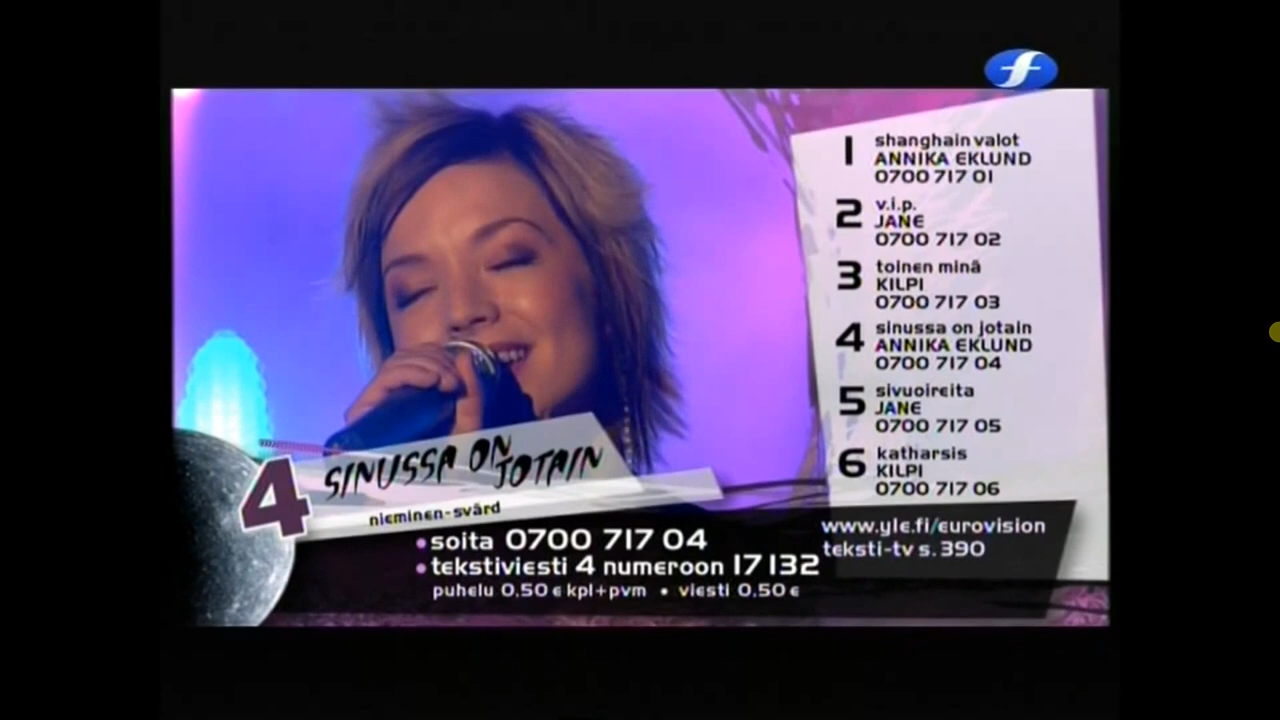 f
1 shanghain valot
ANNIKA EKLUND
0700 717 01
2 v.i.p.
JANE
0700 717 02
3 toinen minä
KILPI
0700 717 03
4 sinussa on jotain
ANNIKA EKLUND
0700 717 04
5 sivuoireita
JANE
0700 717 05
6 katharsis
KILPI
0700 717 06
4 SINUSSA ON JOTAIN
nieminen-svärd
• soita 0700 717 04
• tekstiviesti 4 numeroon 17132
puhelu 0.50 € kpl+pvm • viesti 0.50 €
www.yle.fi/eurovision
teksti-tv s. 390